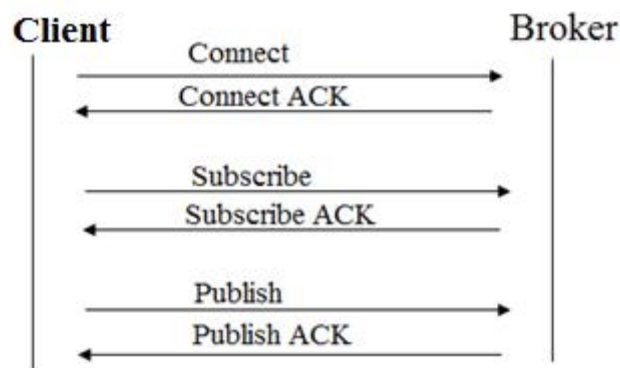 Client
Broker
Connect
Connect ACK
Subscribe
Subscribe ACK
Publish
Publish ACK